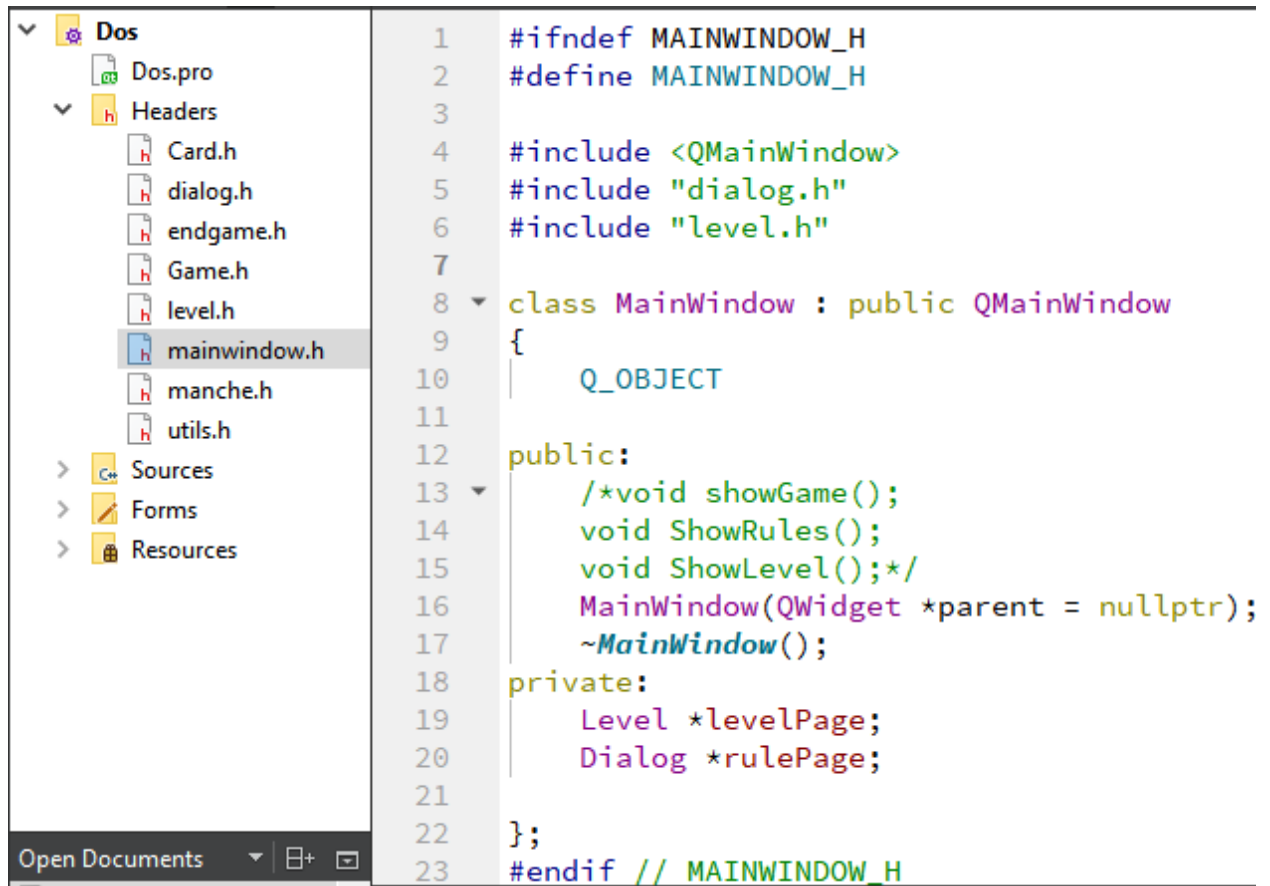 Dos
Dos.pro
Headers
Card.h
dialog.h
endgame.h
Game.h
level.h
mainwindow.h
manche.h
utils.h
Sources
Forms
Resources
Open Documents
1 #ifndef MAINWINDOW_H
2 #define MAINWINDOW_H
3
4 #include <QMainWindow>
5 #include "dialog.h"
6 #include "level.h"
7
8 class MainWindow : public QMainWindow
9 {
10 Q_OBJECT
11
12 public:
13 /*void showGame();
14 void ShowRules();
15 void ShowLevel();*/
16 MainWindow(QWidget *parent = nullptr);
17 ~MainWindow();
18 private:
19 Level *levelPage;
20 Dialog *rulePage;
21
22 };
23 #endif // MAINWINDOW_H